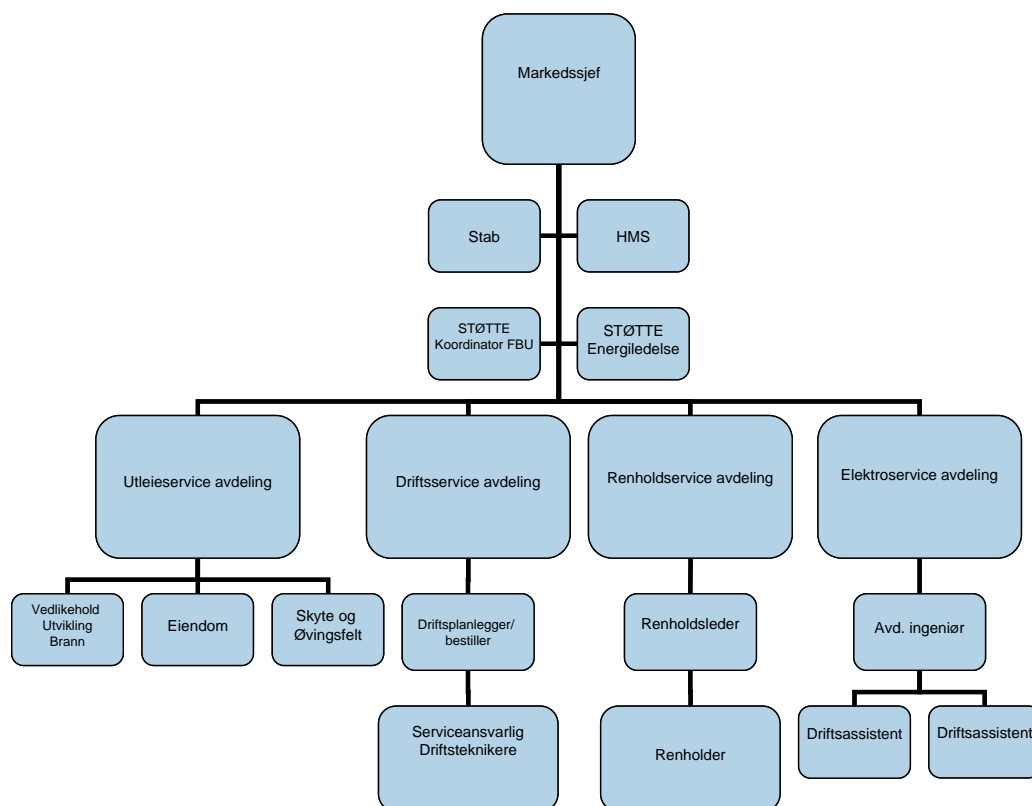 Markedssjef
Stab
HMS
STØTTE
Koordinator FBU
STØTTE
Energiledelse
Utleieservice avdeling
Driftsservice avdeling
Renholdservice avdeling
Elektroservice avdeling
Vedlikehold
Utvikling
Brann
Eiendom
Skyte og
Øvingsfelt
Driftsplanlegger/
bestiller
Renholdsleder
Avd. ingeniør
Serviceansvarlig
Driftsteknikere
Renholder
Driftsassistent
Driftsassistent